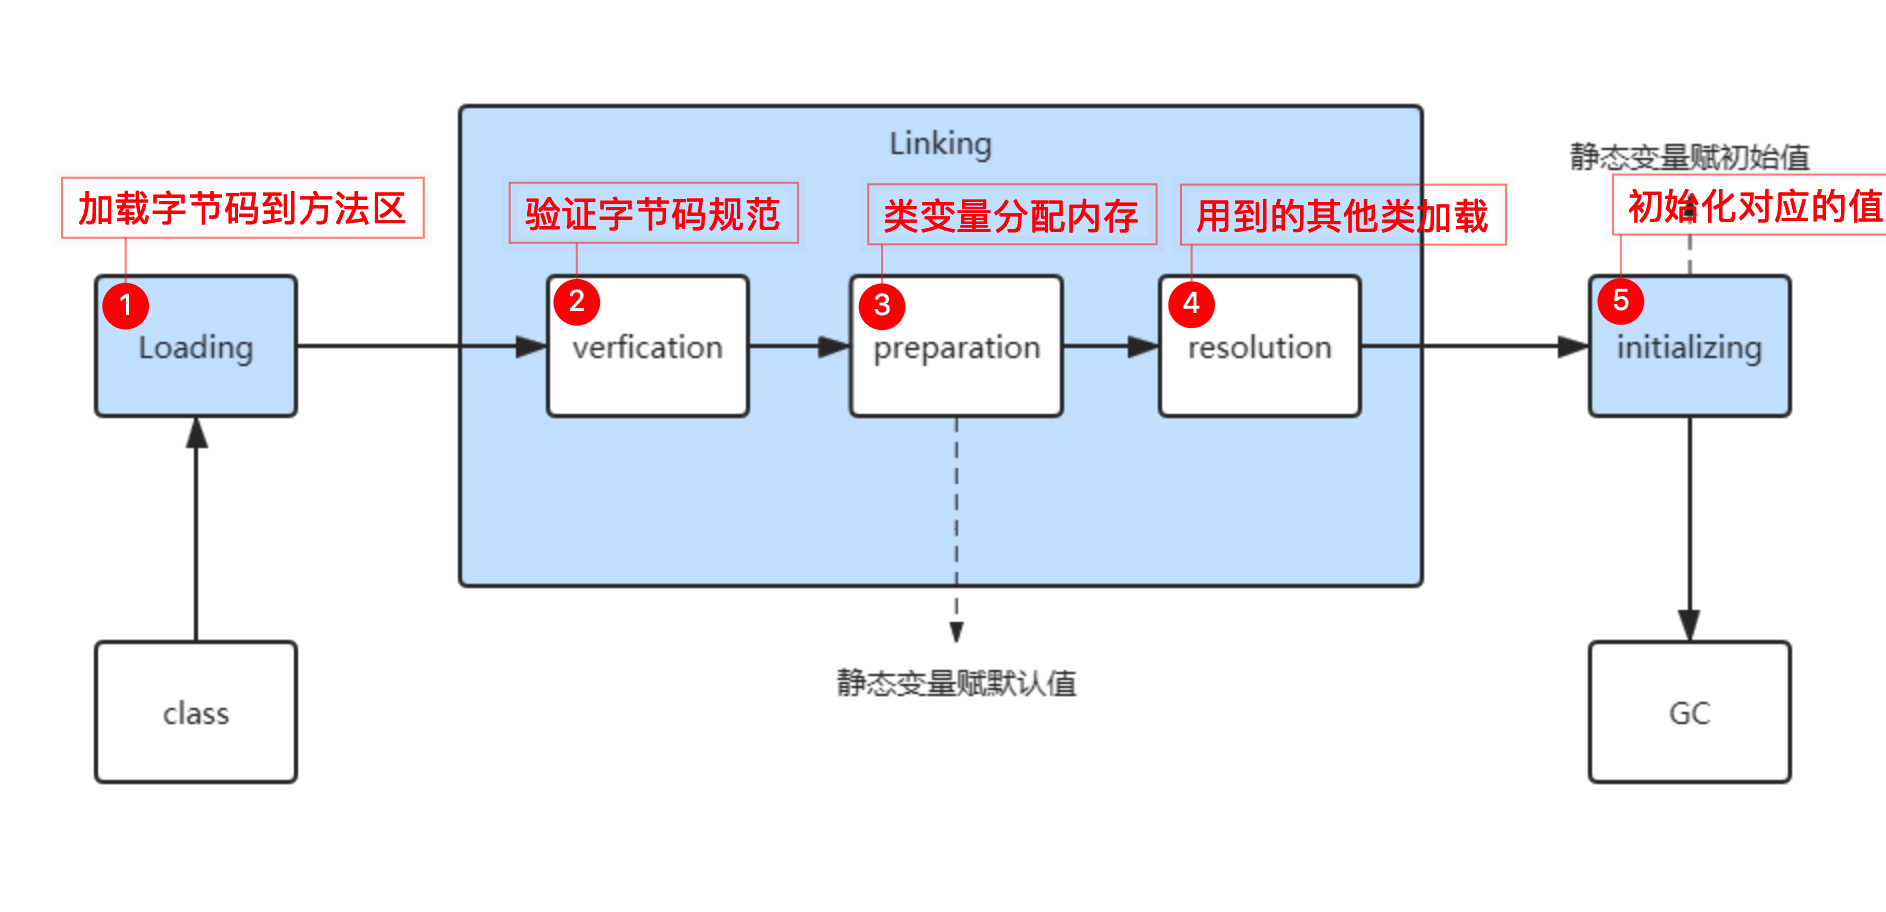 Linking
静态变量赋初始值
加载字节码到方法区
验证字节码规范
类变量分配内存
用到的其他类加载
初始化对应的值
1
2
3
4
5
Loading
verfication
preparation
resolution
initializing
静态变量赋默认值
class
GC